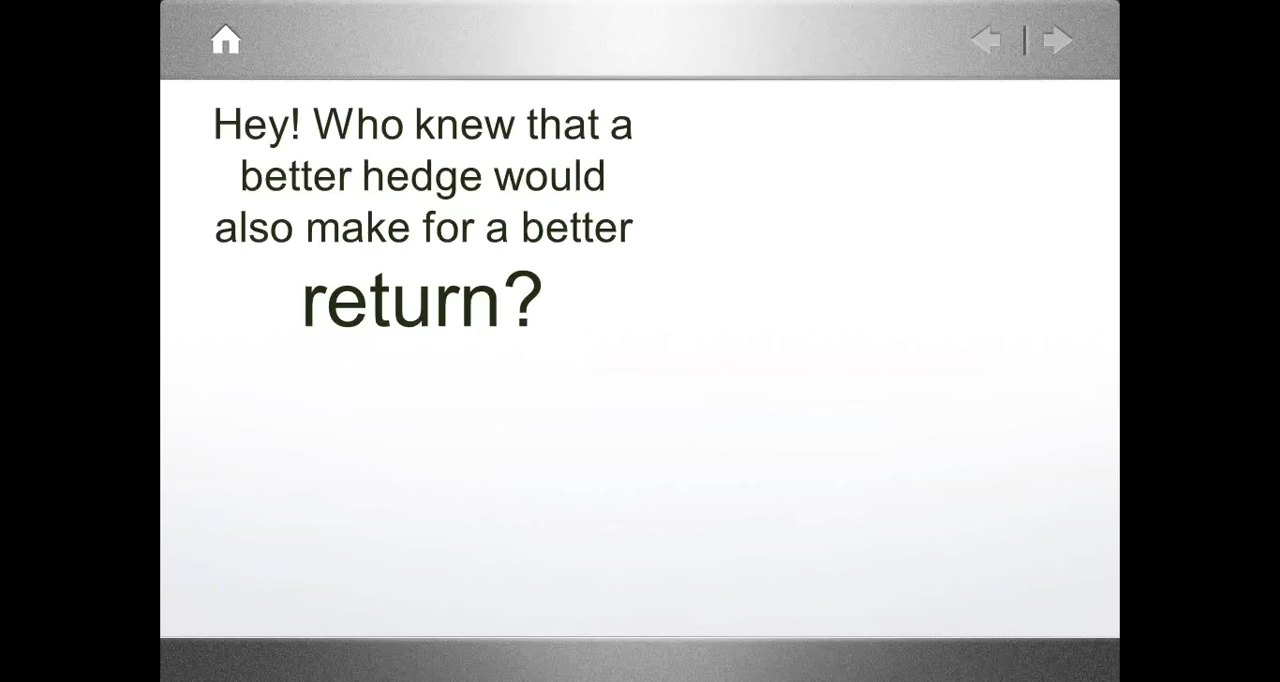 Hey! Who knew that a
better hedge would
also make for a better
return?